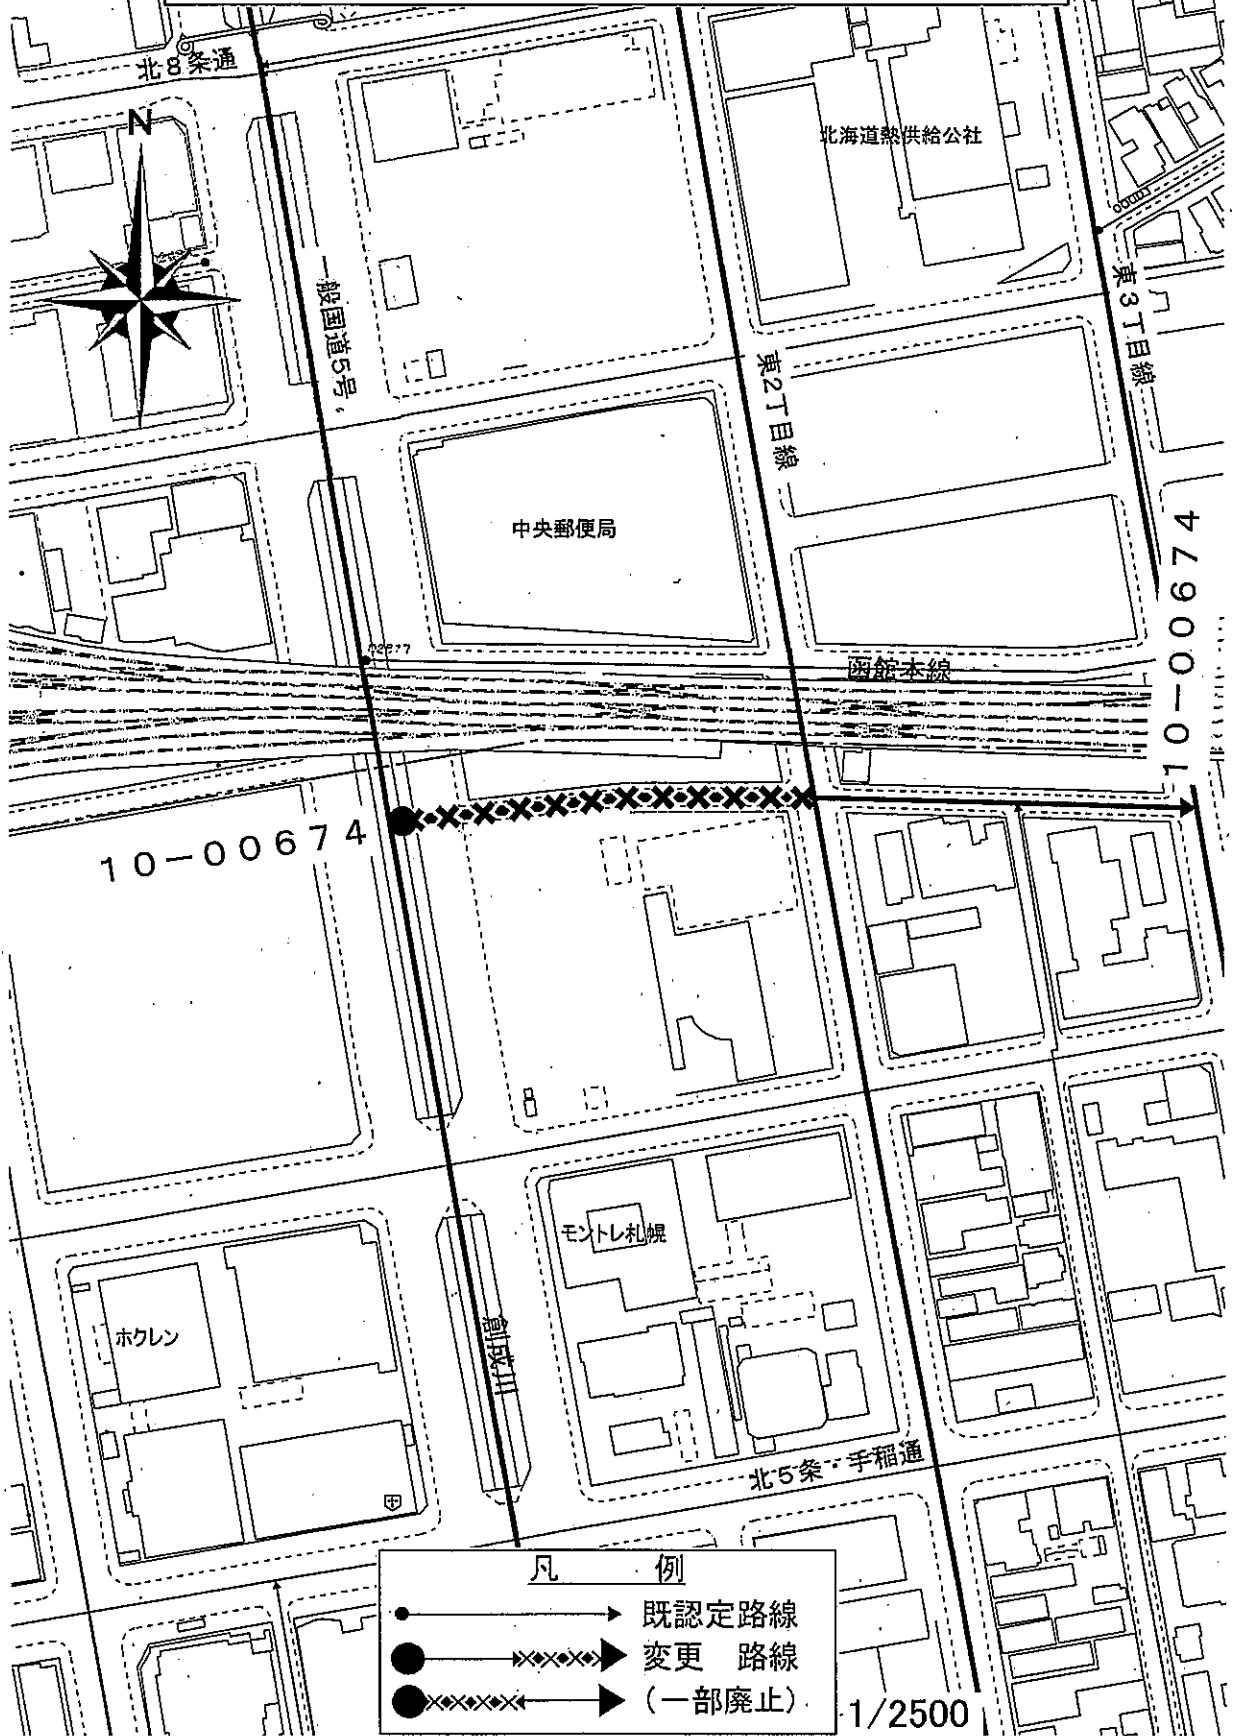 北8条通
N
北海道熱供給公社
一般国道5号
東3丁目線
東2丁目線
中央郵便局
10-00674
函館本線
10-00674
モントレ札幌
ホクレン
創成川
北5条・手稲通
凡 例
既認定路線
変更 路線
(一部廃止)
1/2500